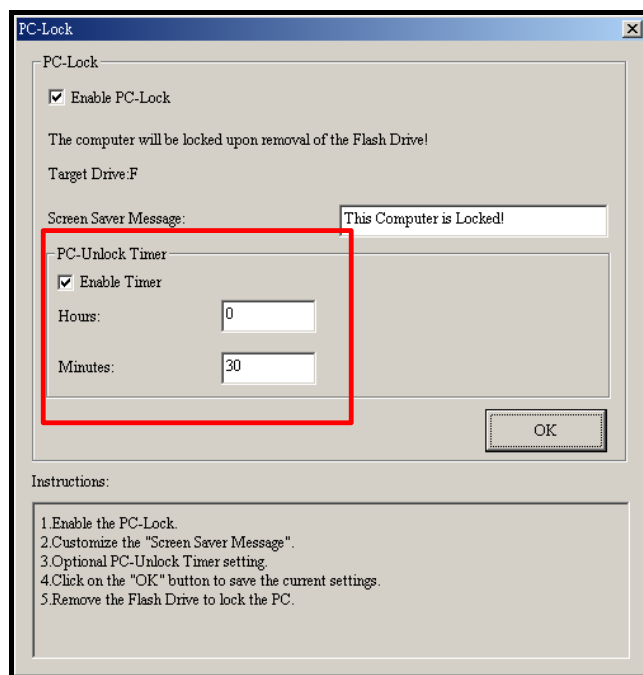 PC-Lock
PC-Lock
Enable PC-Lock
The computer will be locked upon removal of the Flash Drive!
Target Drive:F
Screen Saver Message: This Computer is Locked!
PC-Unlock Timer
Enable Timer
Hours: 0
Minutes: 30
OK
Instructions:
1.Enable the PC-Lock.
2.Customize the "Screen Saver Message".
3.Optional PC-Unlock Timer setting.
4.Click on the "OK" button to save the current settings.
5.Remove the Flash Drive to lock the PC.